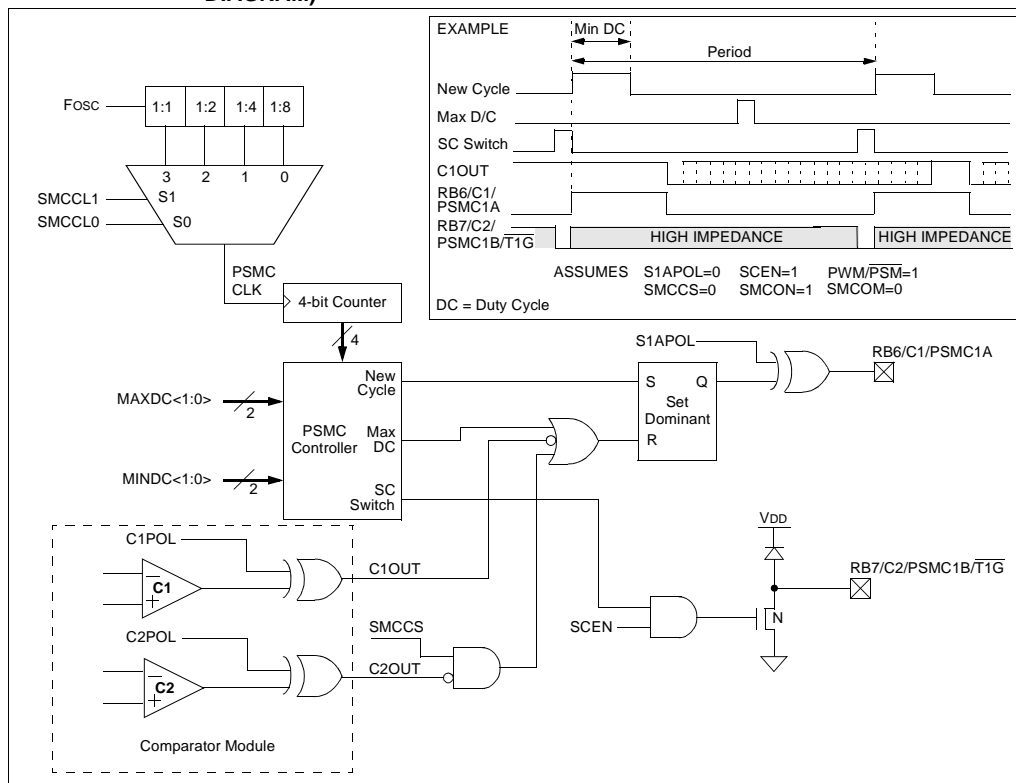 DIAGRAM)
EXAMPLE
Min DC
Period
New Cycle
Max D/C
SC Switch
C1OUT
RB6/C1/
PSMC1A
RB7/C2/
PSMC1B/T1G
HIGH IMPEDANCE
HIGH IMPEDANCE
ASSUMES S1APOL=0 SCEN=1 PWM/PSM=1
SMCCS=0 SMCON=1 SMCOM=0
DC = Duty Cycle
FOSC
1:1 1:2 1:4 1:8
3 2 1 0
SMCCL1
S1
SMCCL0
S0
PSMC
CLK
4-bit Counter
4
S1APOL
RB6/C1/PSMC1A
New
Cycle
S Q
Set
Dominant
R
MAXDC<1:0>
2
PSMC
Controller
Max
DC
MINDC<1:0>
2
SC
Switch
C1POL
C1
C1OUT
VDD
RB7/C2/PSMC1B/T1G
N
SCEN
C2POL
SMCCS
C2
C2OUT
Comparator Module